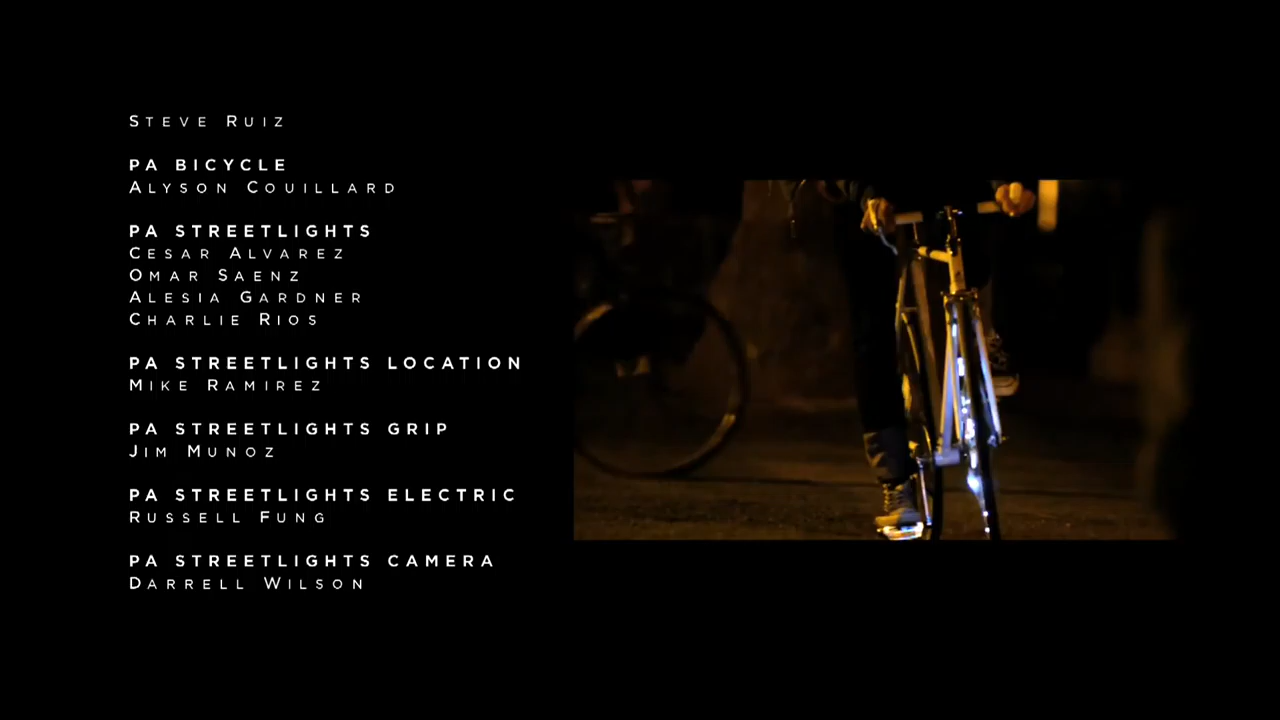 Steve Ruiz
PA BICYCLE
Alyson Couillard
PA STREETLIGHTS
Cesar Alvarez
Omar Saenz
Alesia Gardner
Charlie Rios
PA STREETLIGHTS LOCATION
Mike Ramirez
PA STREETLIGHTS GRIP
Jim Munoz
PA STREETLIGHTS ELECTRIC
Russell Fung
PA STREETLIGHTS CAMERA
Darrell Wilson